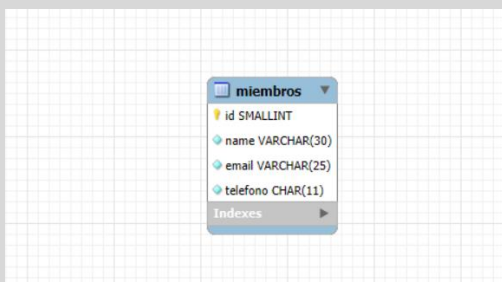 miembros
id SMALLINT
name VARCHAR(30)
email VARCHAR(25)
telefono CHAR(11)
Indexes